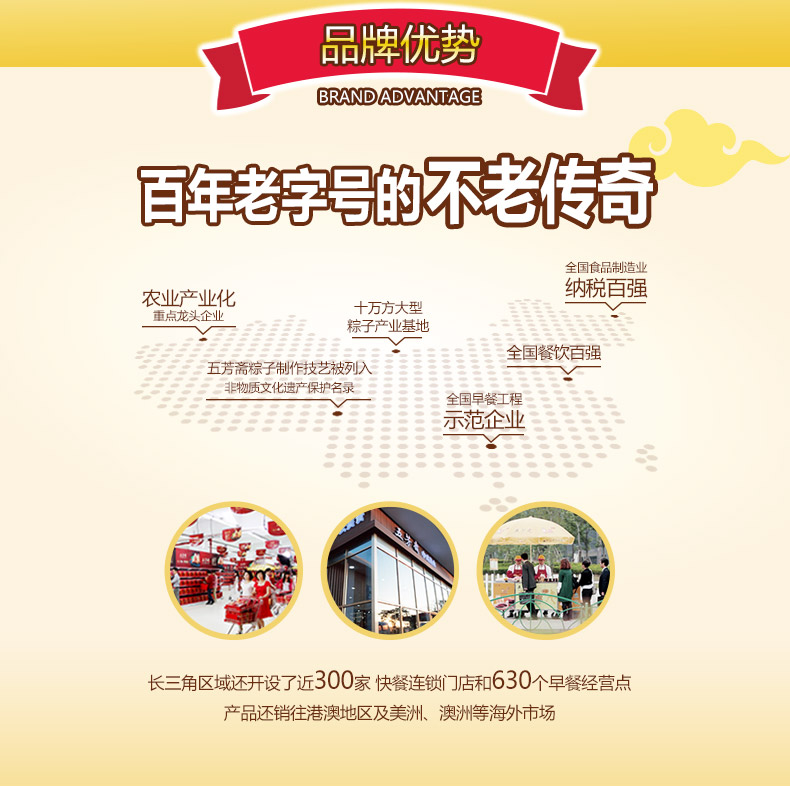 品牌优势
BRAND ADVANTAGE
百年老字号的不老传奇
全国食品制造业
纳税百强
农业产业化
重点龙头企业
十万方大型
粽子产业基地
全国餐饮百强
五芳斋粽子制作技艺被列入
非物质文化遗产保护名录
全国早餐工程
示范企业
五芳斋
长三角区域还开设了近300家 快餐连锁门店和630个早餐经营点
产品还销往港澳地区及美洲、澳洲等海外市场